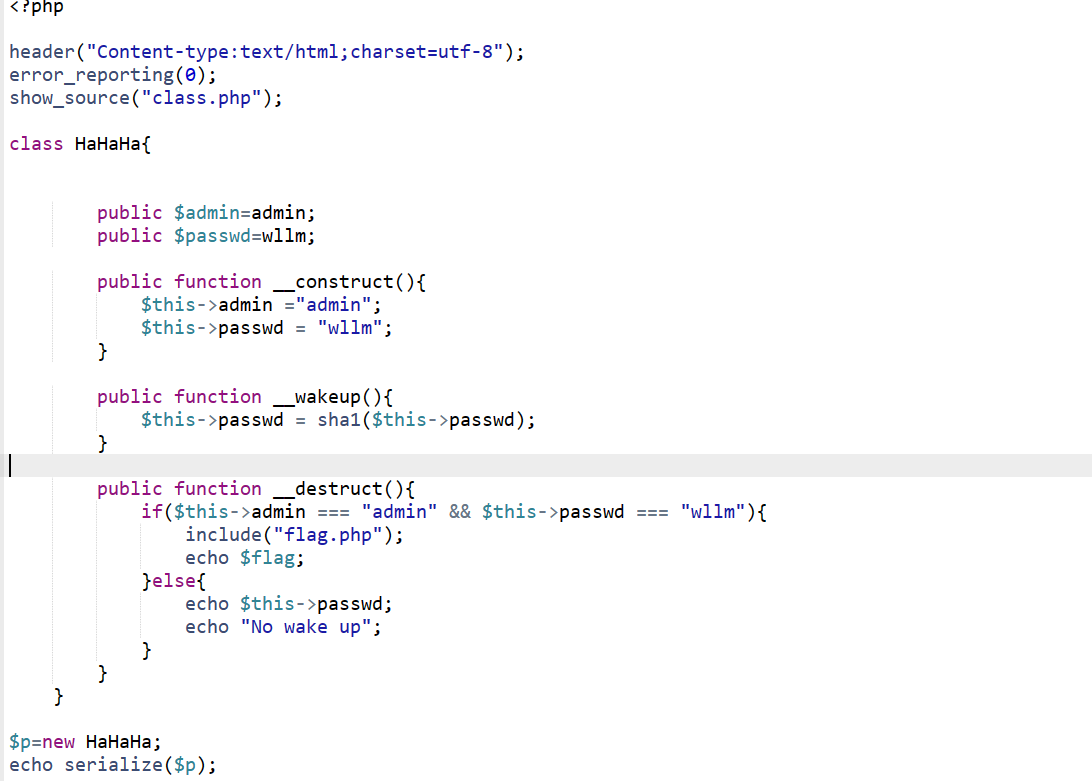 <?php
header("Content-type:text/html;charset=utf-8");
error_reporting(0);
show_source("class.php");
class HaHaHa{
public $admin=admin;
public $passwd=wllm;
public function __construct(){
$this->admin ="admin";
$this->passwd = "wllm";
}
public function __wakeup(){
$this->passwd = sha1($this->passwd);
}
public function __destruct(){
if($this->admin === "admin" && $this->passwd === "wllm"){
include("flag.php");
echo $flag;
}else{
echo $this->passwd;
echo "No wake up";
}
}
}
$p=new HaHaHa;
echo serialize($p);